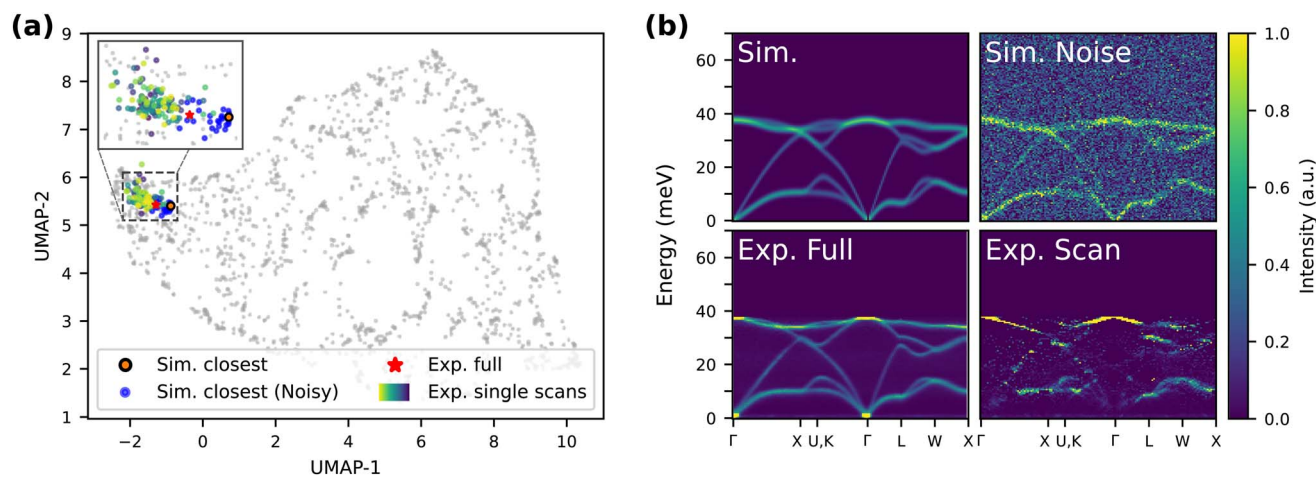 (a)
9
8
7
6
5
4
3
2
1
UMAP-2
−2 0 2 4 6 8 10
UMAP-1
Sim. closest
Sim. closest (Noisy)
Exp. full
Exp. single scans
(b)
Sim.
Sim. Noise
Exp. Full
Exp. Scan
60
40
20
0
60
40
20
0
Energy (meV)
Γ X U,K Γ L W X
Γ X U,K Γ L W X
1.0
0.8
0.6
0.4
0.2
0.0
Intensity (a.u.)